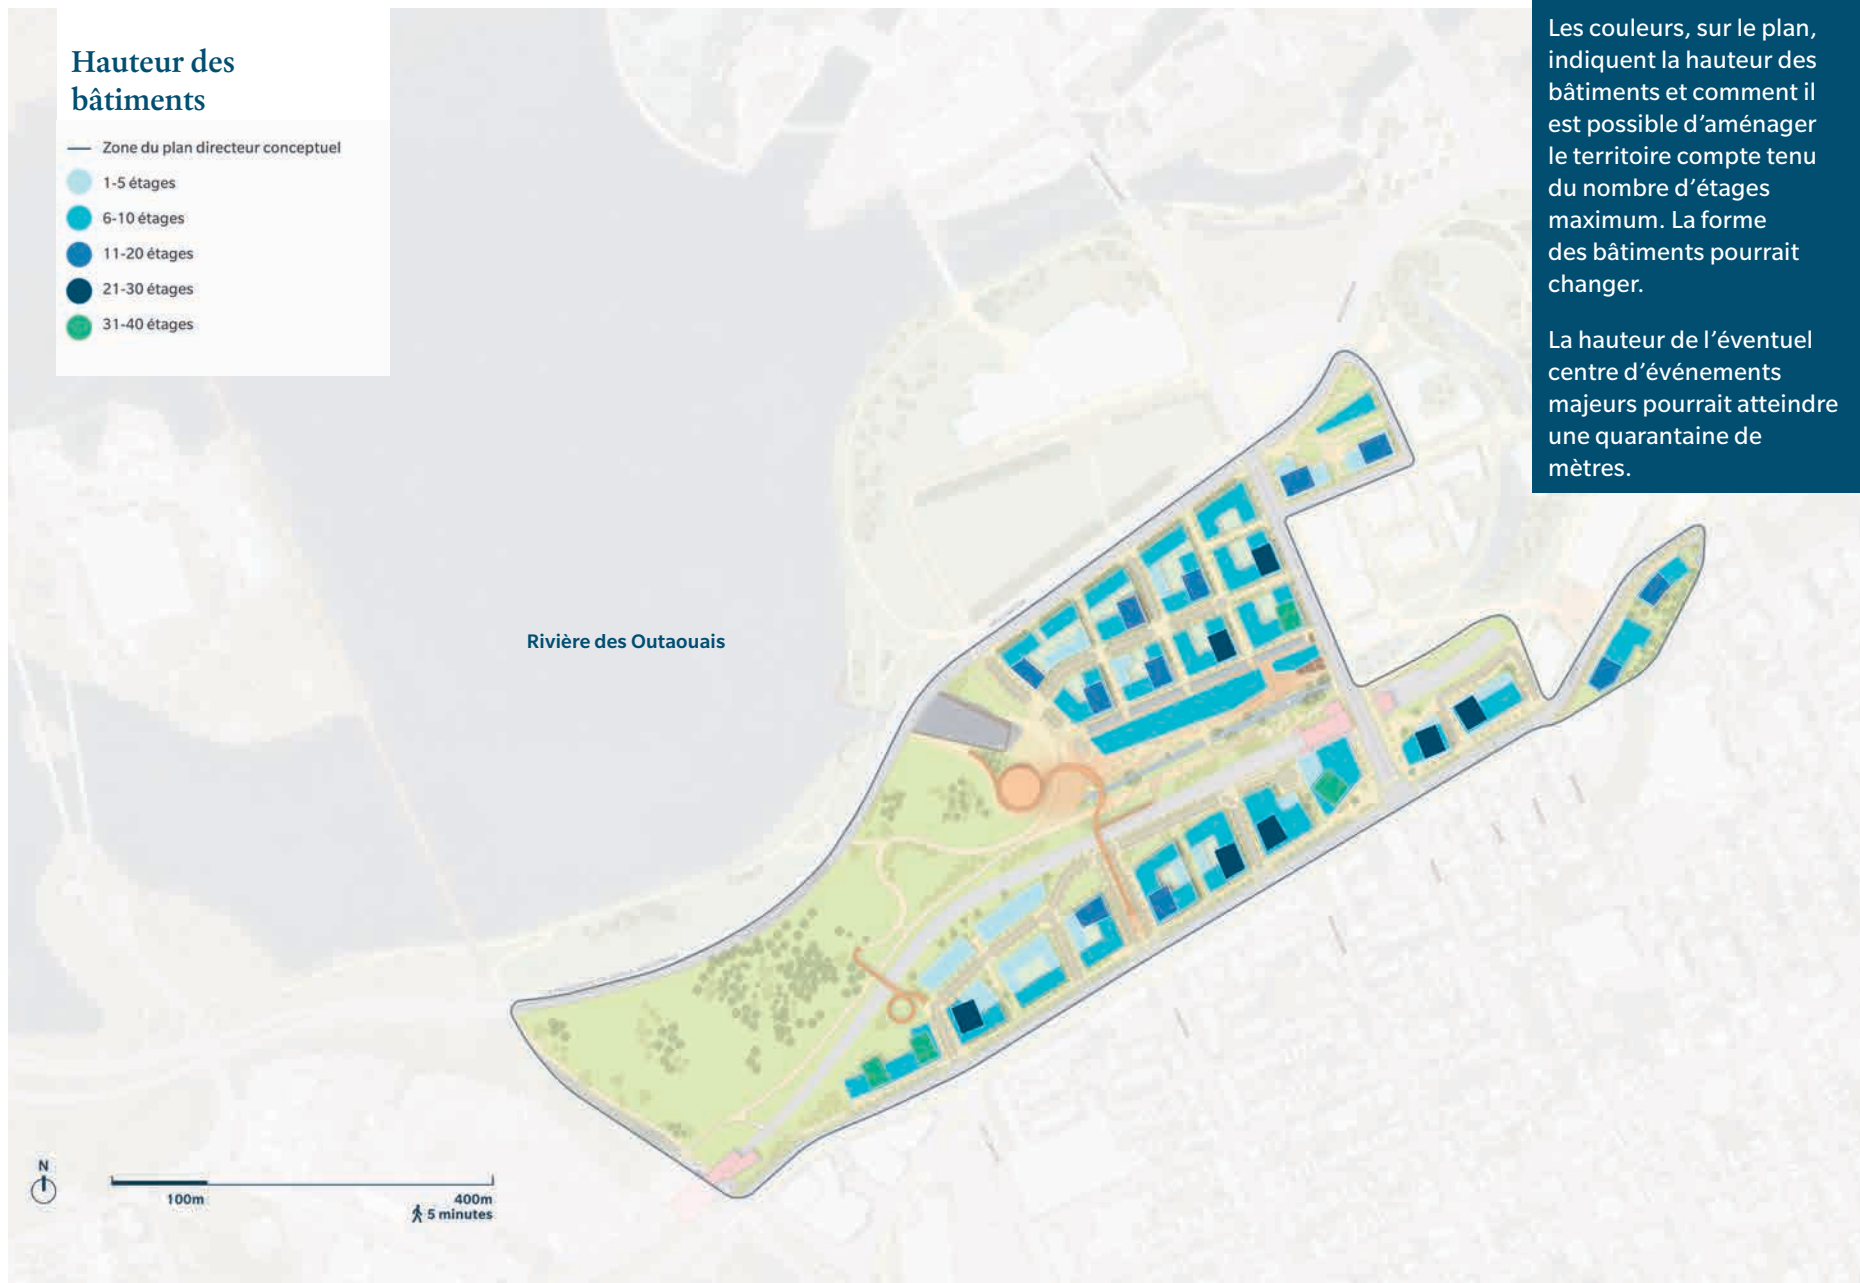 Hauteur des
bâtiments
Zone du plan directeur conceptuel
1-5 étages
6-10 étages
11-20 étages
21-30 étages
31-40 étages
Les couleurs, sur le plan,
indiquent la hauteur des
bâtiments et comment il
est possible d’aménager
le territoire compte tenu
du nombre d’étages
maximum. La forme
des bâtiments pourrait
changer.
La hauteur de l’éventuel
centre d’événements
majeurs pourrait atteindre
une quarantaine de
mètres.
Rivière des Outaouais
N
100m
400m
5 minutes